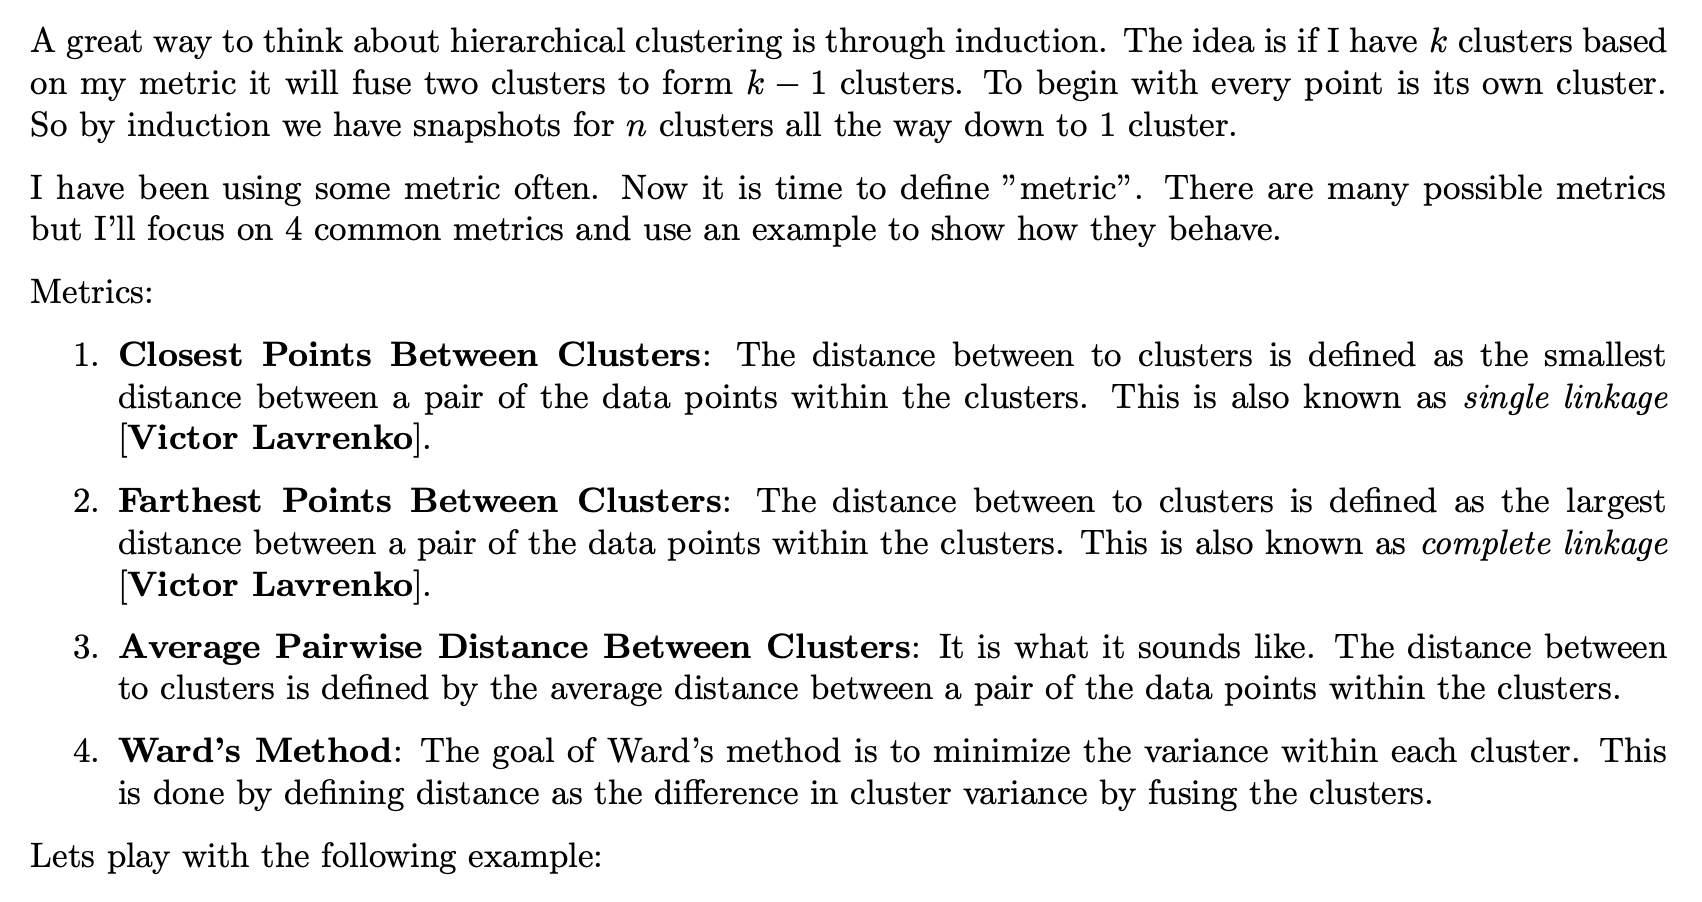 A great way to think about hierarchical clustering is through induction. The idea is if I have k clusters based
on my metric it will fuse two clusters to form k − 1 clusters. To begin with every point is its own cluster.
So by induction we have snapshots for n clusters all the way down to 1 cluster.
I have been using some metric often. Now it is time to define ”metric”. There are many possible metrics
but I’ll focus on 4 common metrics and use an example to show how they behave.
Metrics:
1. Closest Points Between Clusters: The distance between to clusters is defined as the smallest
distance between a pair of the data points within the clusters. This is also known as single linkage
[Victor Lavrenko].
2. Farthest Points Between Clusters: The distance between to clusters is defined as the largest
distance between a pair of the data points within the clusters. This is also known as complete linkage
[Victor Lavrenko].
3. Average Pairwise Distance Between Clusters: It is what it sounds like. The distance between
to clusters is defined by the average distance between a pair of the data points within the clusters.
4. Ward’s Method: The goal of Ward’s method is to minimize the variance within each cluster. This
is done by defining distance as the difference in cluster variance by fusing the clusters.
Lets play with the following example: